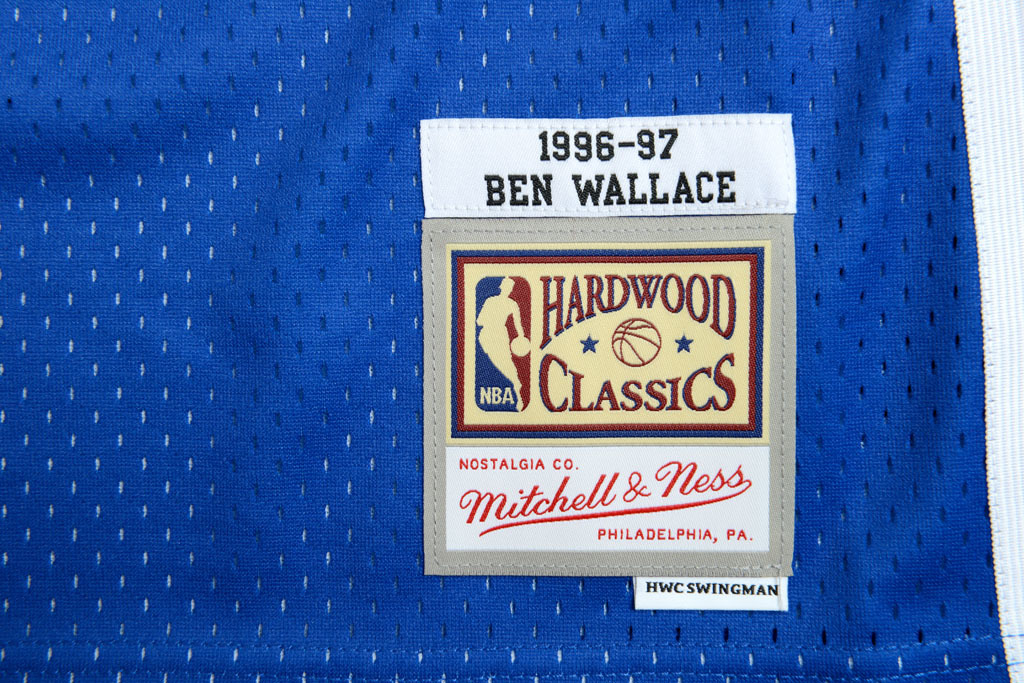 1996-97
BEN WALLACE
HARDWOOD
CLASSICS
NBA
NOSTALGIA CO.
Mitchell & Ness
PHILADELPHIA, PA.
HWC SWINGMAN